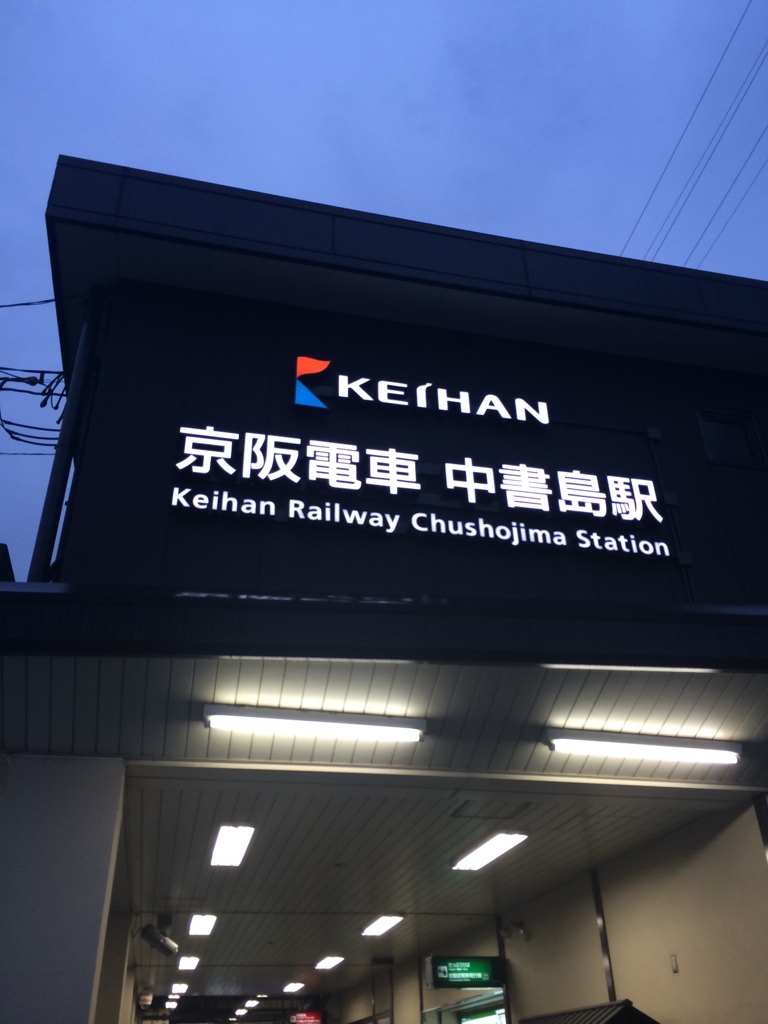 KEIHAN
京阪電車 中書島駅
Keihan Railway Chushojima Station